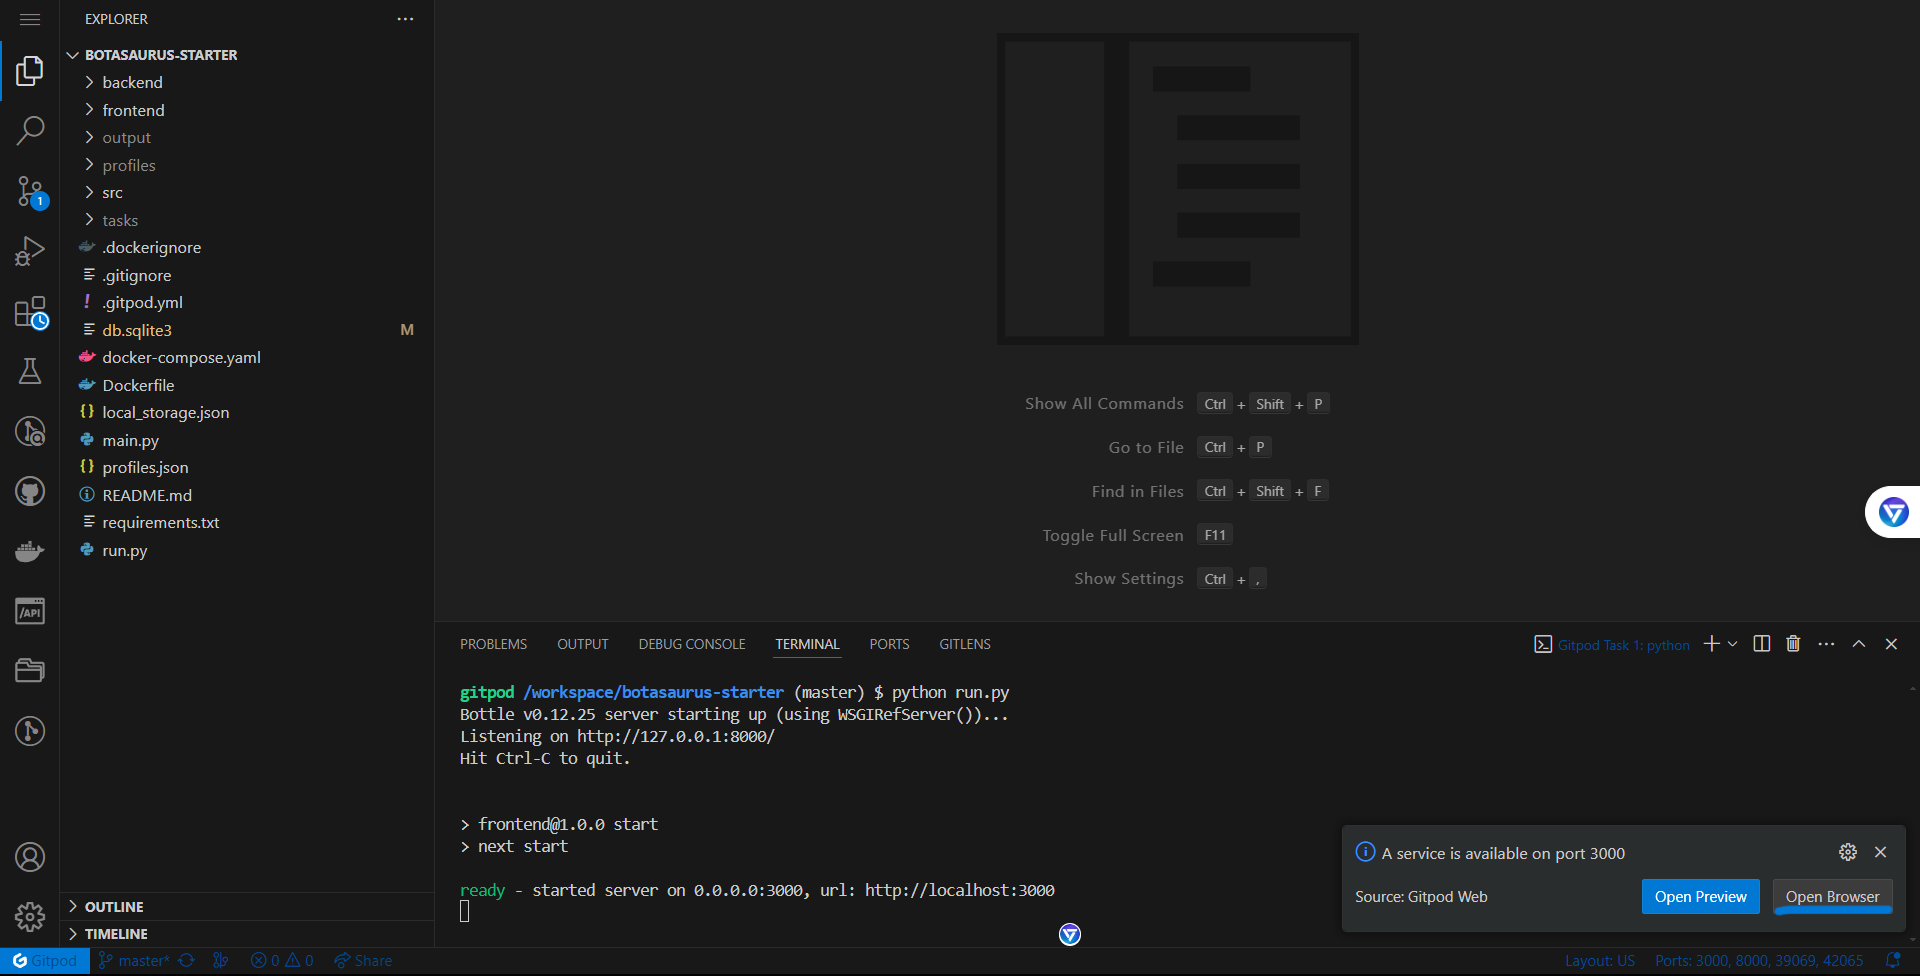 EXPLORER
BOTASAURUS-STARTER
backend
frontend
output
profiles
src
1
tasks
.dockerignore
.gitignore
! .gitpod.yml
db.sqlite3 M
docker-compose.yaml
Dockerfile
{} local_storage.json
main.py
{} profiles.json
README.md
requirements.txt
run.py
/API
OUTLINE
TIMELINE
Show All Commands Ctrl + Shift + P
Go to File Ctrl + P
Find in Files Ctrl + Shift + F
Toggle Full Screen F11
Show Settings Ctrl + ,
PROBLEMS OUTPUT DEBUG CONSOLE TERMINAL PORTS GITLENS Gitpod Task 1: python
gitpod /workspace/botasaurus-starter (master) $ python run.py
Bottle v0.12.25 server starting up (using WSGIRefServer())...
Listening on http://127.0.0.1:8000/
Hit Ctrl-C to quit.
> frontend@1.0.0 start
> next start
ready - started server on 0.0.0.0:3000, url: http://localhost:3000
A service is available on port 3000
Source: Gitpod Web Open Preview Open Browser
Gitpod master* 0 0 Share Layout: US Ports: 3000, 8000, 39069, 42065